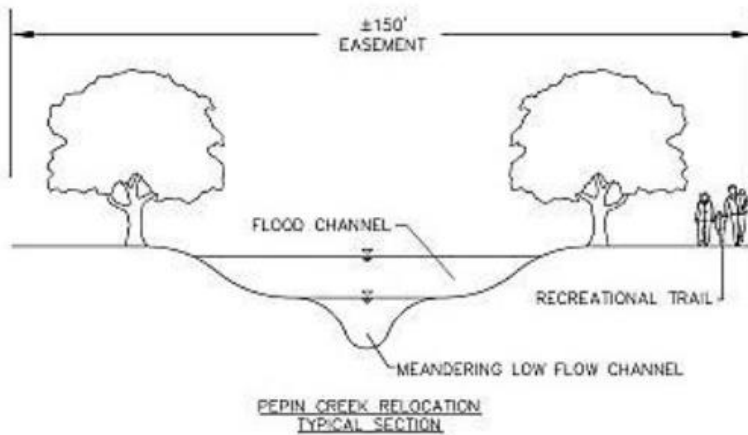 ±150'
EASEMENT
FLOOD CHANNEL
RECREATIONAL TRAIL
MEANDERING LOW FLOW CHANNEL
PEPIN CREEK RELOCATION
TYPICAL SECTION